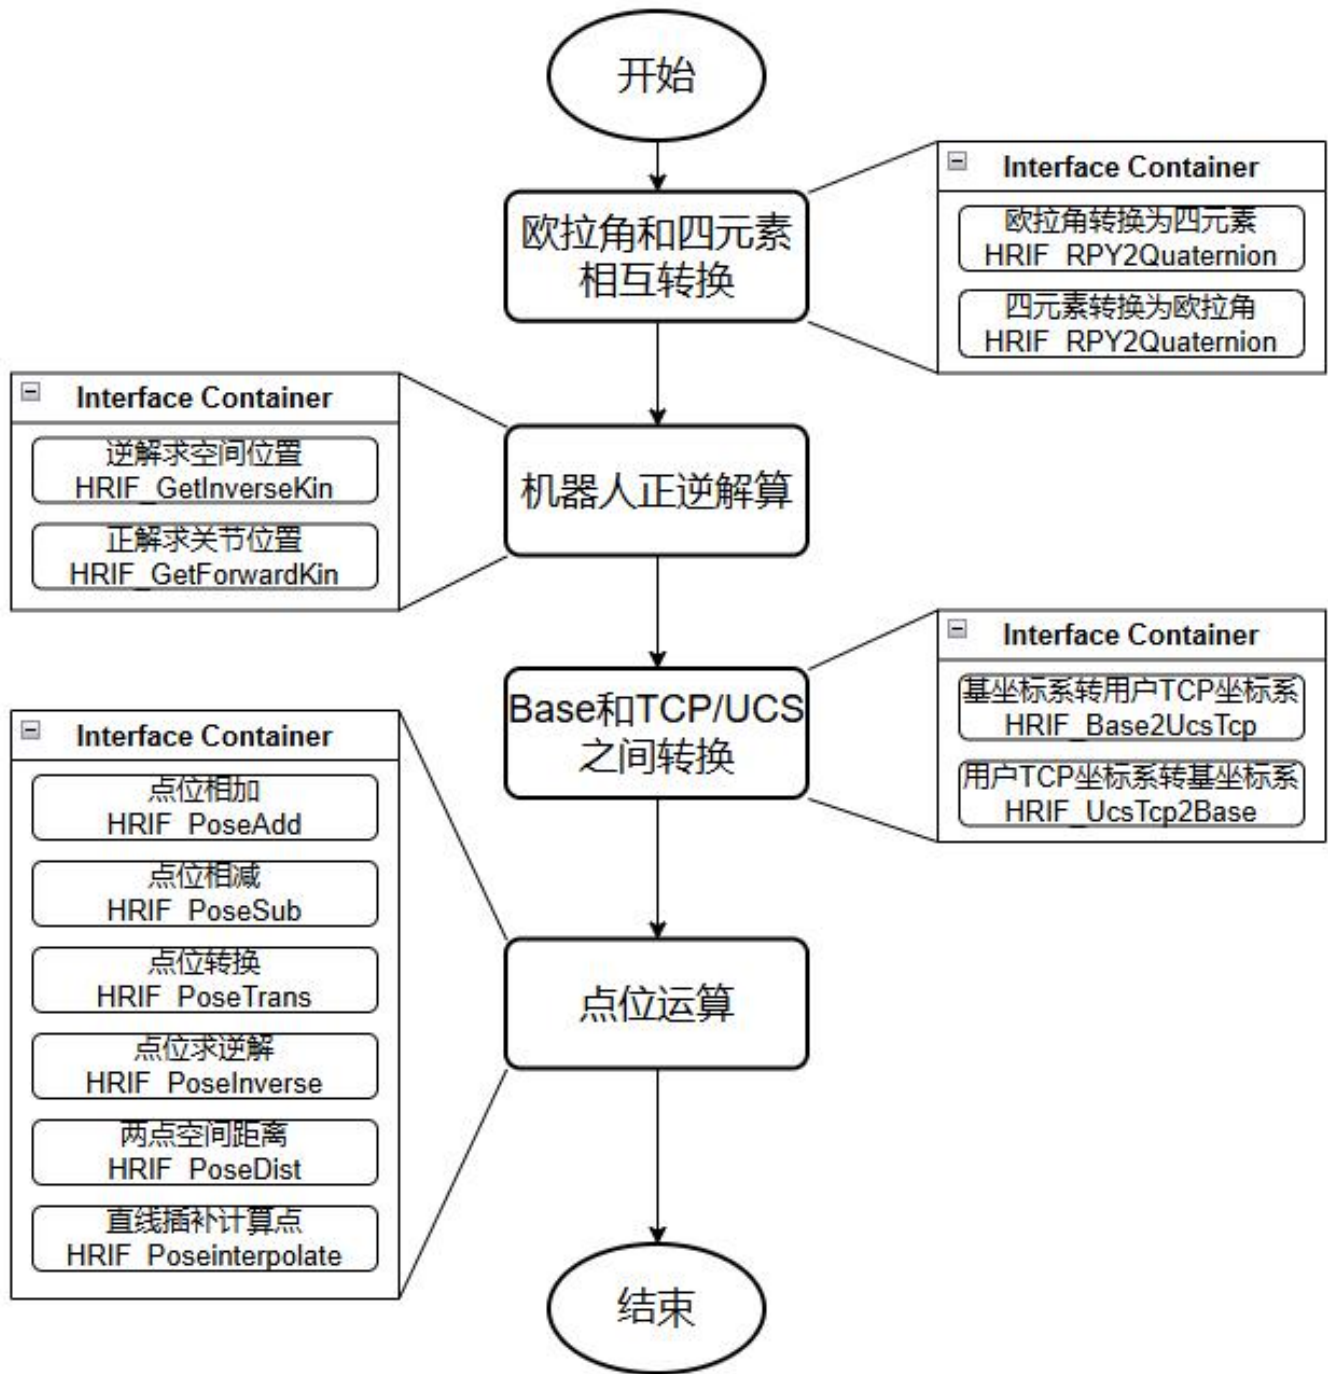 开始
欧拉角和四元素
相互转换
Interface Container
欧拉角转换为四元素
HRIF_RPY2Quaternion
四元素转换为欧拉角
HRIF_RPY2Quaternion
Interface Container
逆解求空间位置
HRIF_GetInverseKin
正解求关节位置
HRIF_GetForwardKin
机器人正逆解算
Base和TCP/UCS
之间转换
Interface Container
基坐标系转用户TCP坐标系
HRIF_Base2UcsTcp
用户TCP坐标系转基坐标系
HRIF_UcsTcp2Base
Interface Container
点位相加
HRIF_PoseAdd
点位相减
HRIF_PoseSub
点位转换
HRIF_PoseTrans
点位求逆解
HRIF_PoseInverse
两点空间距离
HRIF_PoseDist
直线插补计算点
HRIF_Poseinterpolate
点位运算
结束